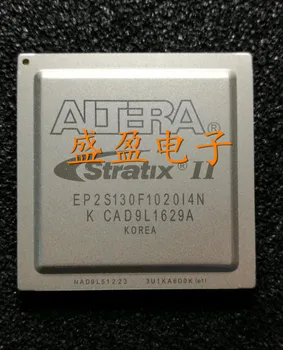 ALTERA®
盛盈电子
Stratix® II
EP2S130F1020I4N
K CAD9L1629A
KOREA